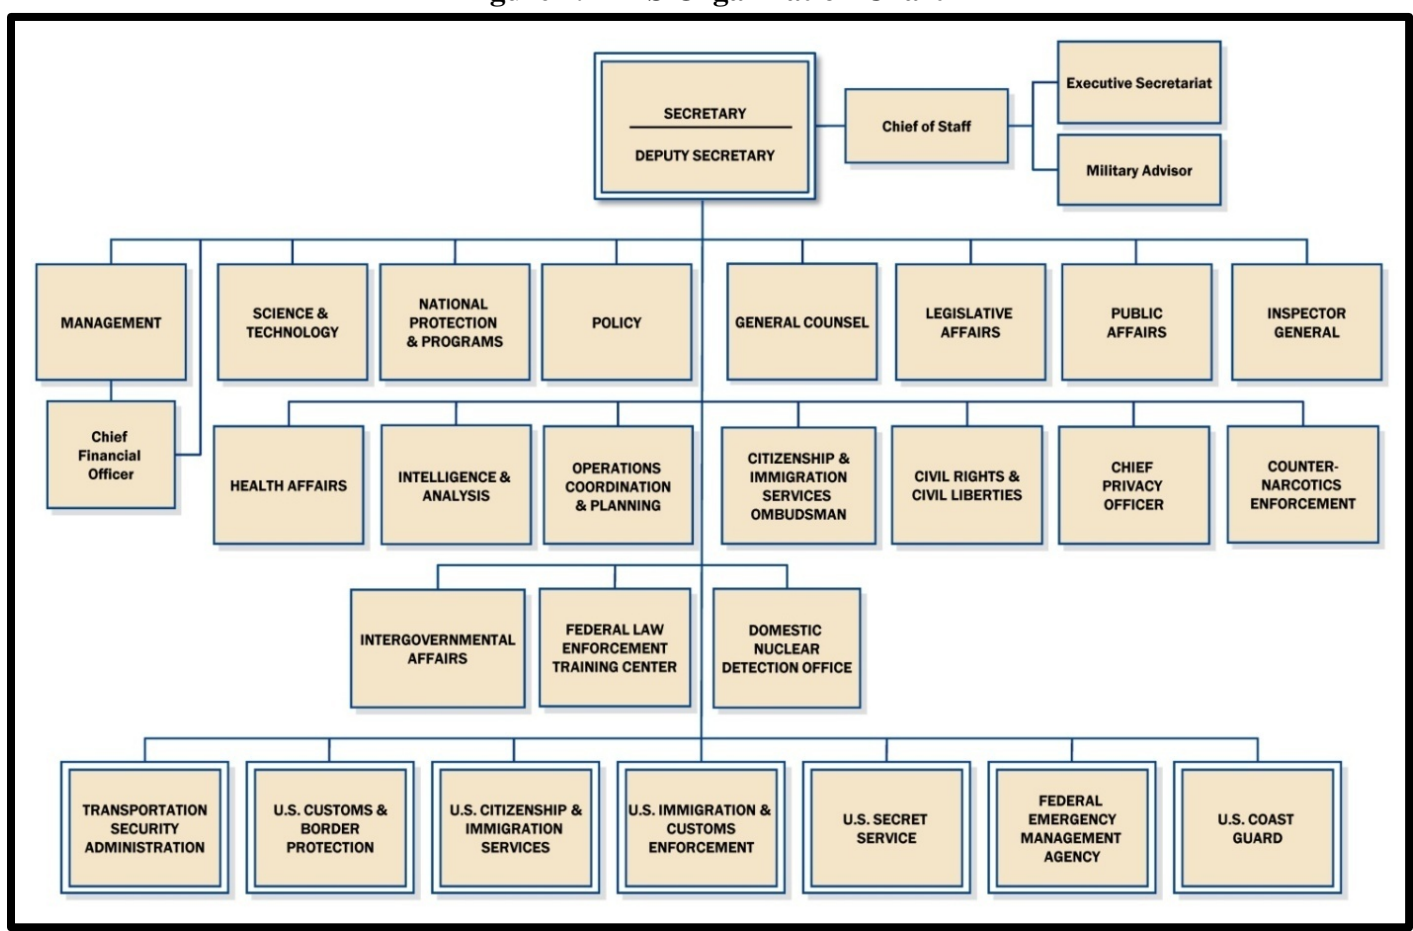 SECRETARY
DEPUTY SECRETARY
Chief of Staff
Executive Secretariat
Military Advisor
MANAGEMENT
SCIENCE &
TECHNOLOGY
NATIONAL
PROTECTION
& PROGRAMS
POLICY
GENERAL COUNSEL
LEGISLATIVE
AFFAIRS
PUBLIC
AFFAIRS
INSPECTOR
GENERAL
Chief
Financial
Officer
HEALTH AFFAIRS
INTELLIGENCE &
ANALYSIS
OPERATIONS
COORDINATION
& PLANNING
CITIZENSHIP &
IMMIGRATION
SERVICES
OMBUDSMAN
CIVIL RIGHTS &
CIVIL LIBERTIES
CHIEF
PRIVACY
OFFICER
COUNTER-
NARCOTICS
ENFORCEMENT
INTERGOVERNMENTAL
AFFAIRS
FEDERAL LAW
ENFORCEMENT
TRAINING CENTER
DOMESTIC
NUCLEAR
DETECTION OFFICE
TRANSPORTATION
SECURITY
ADMINISTRATION
U.S. CUSTOMS &
BORDER
PROTECTION
U.S. CITIZENSHIP &
IMMIGRATION
SERVICES
U.S. IMMIGRATION &
CUSTOMS
ENFORCEMENT
U.S. SECRET
SERVICE
FEDERAL
EMERGENCY
MANAGEMENT
AGENCY
U.S. COAST
GUARD